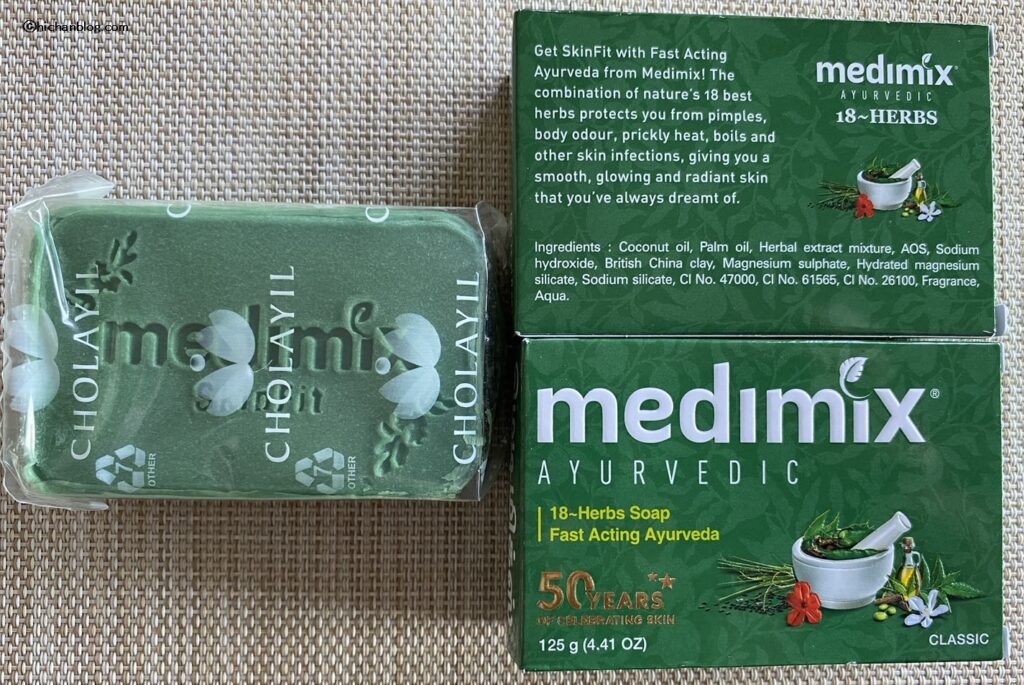 ©hichanblog.com
Get SkinFit with Fast Acting
Ayurveda from Medimix! The
combination of nature's 18 best
herbs protects you from pimples,
body odour, prickly heat, boils and
other skin infections, giving you a
smooth, glowing and radiant skin
that you've always dreamt of.
medimix®
AYURVEDIC
18~HERBS
Ingredients : Coconut oil, Palm oil, Herbal extract mixture, AOS, Sodium
hydroxide, British China clay, Magnesium sulphate, Hydrated magnesium
silicate, Sodium silicate, CI No. 47000, CI No. 61565, CI No. 26100, Fragrance,
Aqua.
CHOLAYIL
CHOLAYIL
CHOLAYIL
medimix
SkinFit
7
OTHER
7
OTHER
medimix®
AYURVEDIC
18~Herbs Soap
Fast Acting Ayurveda
50 YEARS
OF CELEBRATING SKIN
125 g (4.41 OZ)
CLASSIC